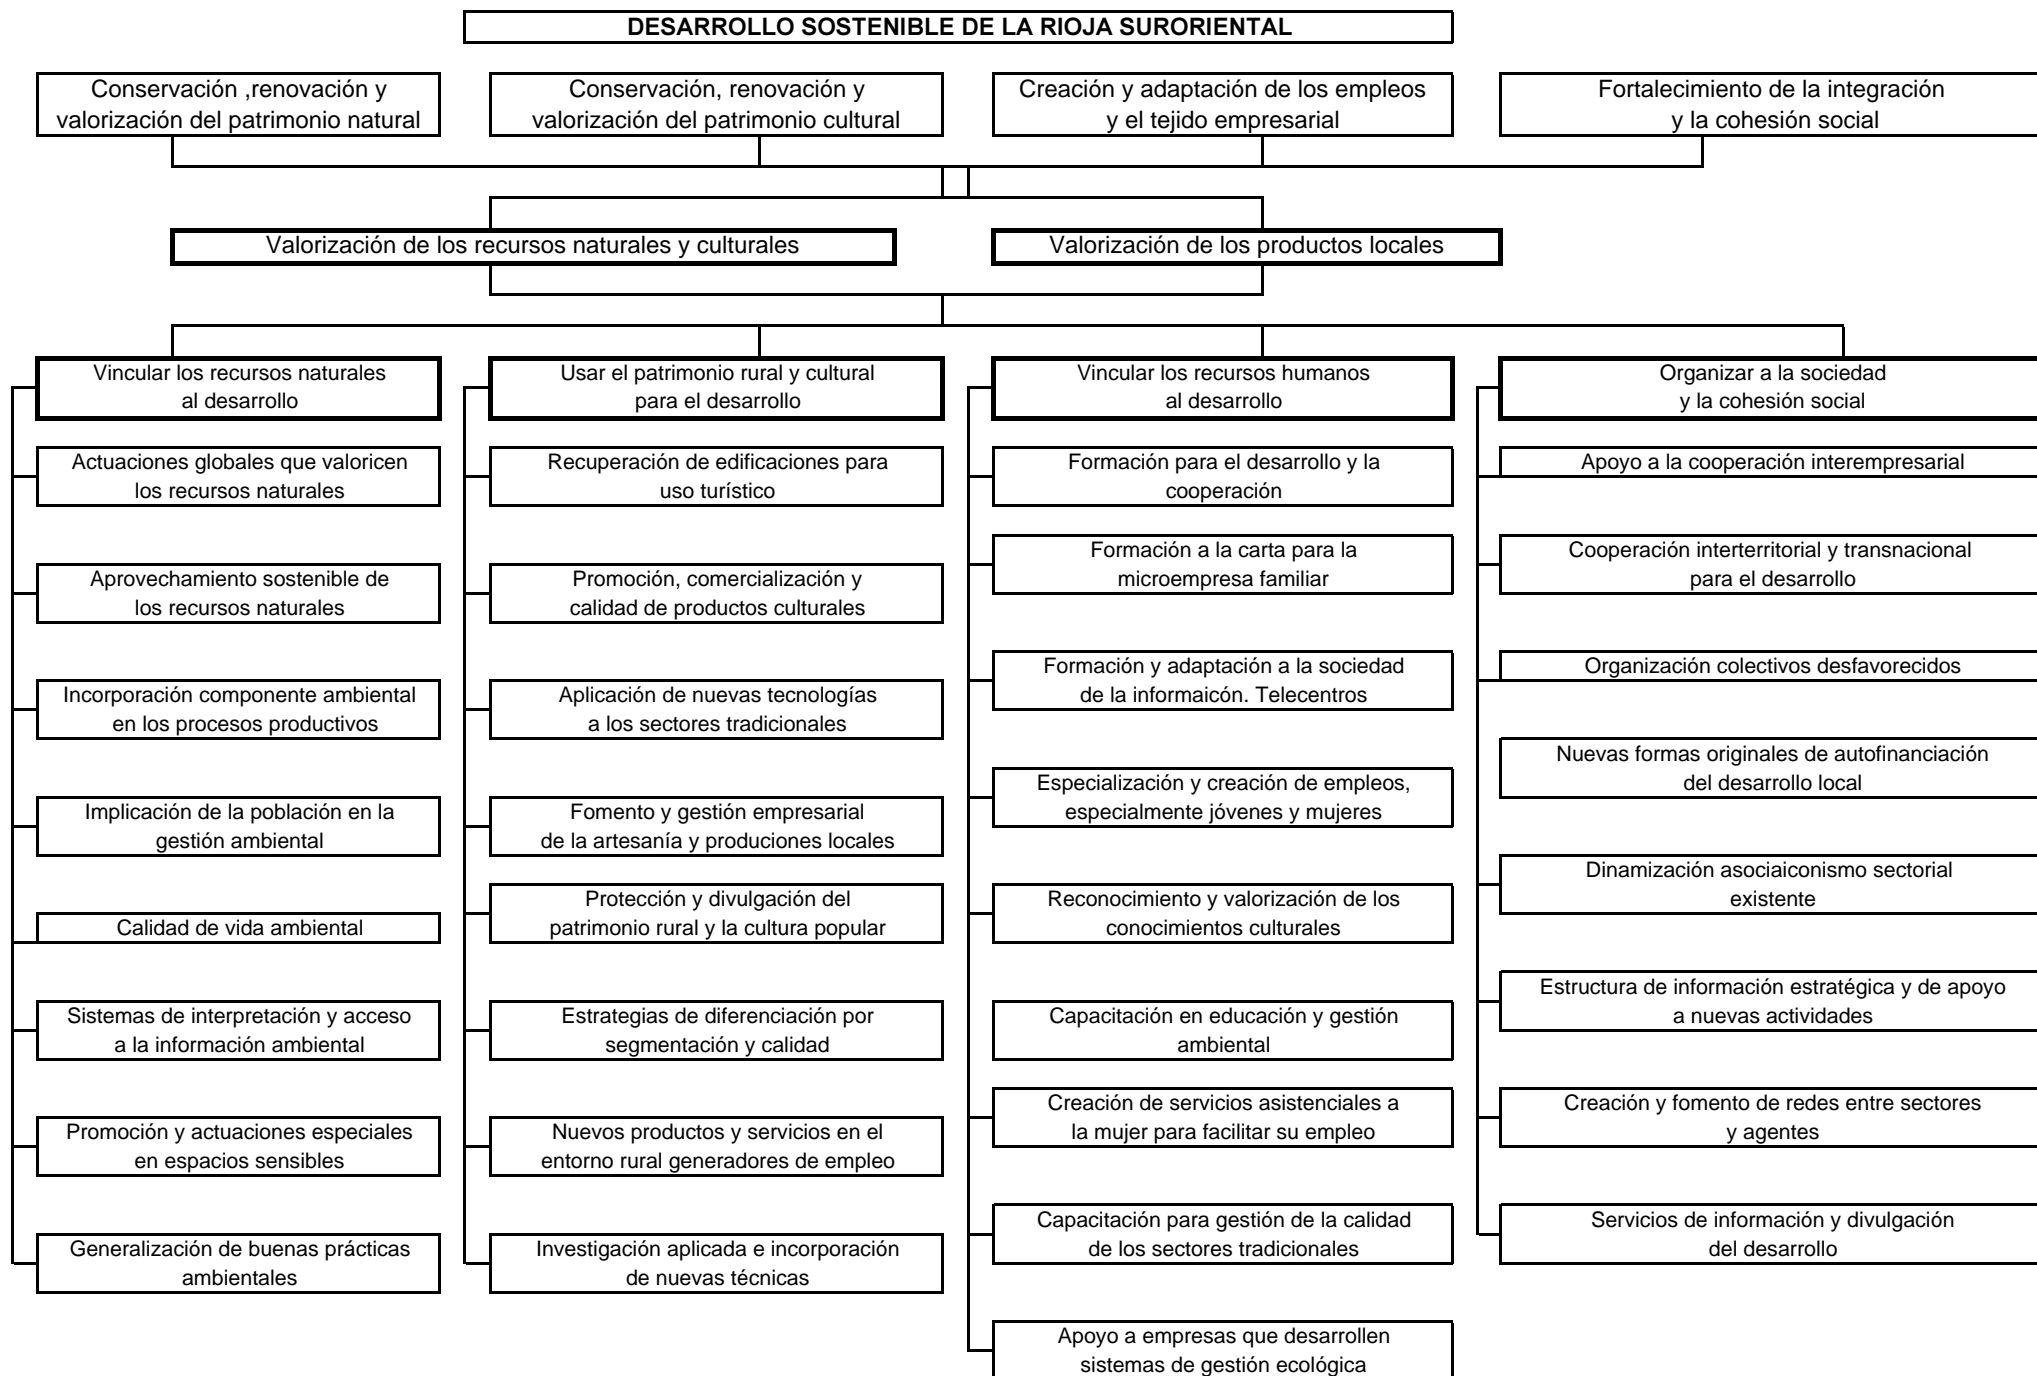 DESARROLLO SOSTENIBLE DE LA RIOJA SURORIENTAL
Conservación ,renovación y
valorización del patrimonio natural
Conservación, renovación y
valorización del patrimonio cultural
Creación y adaptación de los empleos
y el tejido empresarial
Fortalecimiento de la integración
y la cohesión social
Valorización de los recursos naturales y culturales
Valorización de los productos locales
Vincular los recursos naturales
al desarrollo
Actuaciones globales que valoricen
los recursos naturales
Aprovechamiento sostenible de
los recursos naturales
Incorporación componente ambiental
en los procesos productivos
Implicación de la población en la
gestión ambiental
Calidad de vida ambiental
Sistemas de interpretación y acceso
a la información ambiental
Promoción y actuaciones especiales
en espacios sensibles
Generalización de buenas prácticas
ambientales
Usar el patrimonio rural y cultural
para el desarrollo
Recuperación de edificaciones para
uso turístico
Promoción, comercialización y
calidad de productos culturales
Aplicación de nuevas tecnologías
a los sectores tradicionales
Fomento y gestión empresarial
de la artesanía y produciones locales
Protección y divulgación del
patrimonio rural y la cultura popular
Estrategias de diferenciación por
segmentación y calidad
Nuevos productos y servicios en el
entorno rural generadores de empleo
Investigación aplicada e incorporación
de nuevas técnicas
Vincular los recursos humanos
al desarrollo
Formación para el desarrollo y la
cooperación
Formación a la carta para la
microempresa familiar
Formación y adaptación a la sociedad
de la informaicón. Telecentros
Especialización y creación de empleos,
especialmente jóvenes y mujeres
Reconocimiento y valorización de los
conocimientos culturales
Capacitación en educación y gestión
ambiental
Creación de servicios asistenciales a
la mujer para facilitar su empleo
Capacitación para gestión de la calidad
de los sectores tradicionales
Apoyo a empresas que desarrollen
sistemas de gestión ecológica
Organizar a la sociedad
y la cohesión social
Apoyo a la cooperación interempresarial
Cooperación interterritorial y transnacional
para el desarrollo
Organización colectivos desfavorecidos
Nuevas formas originales de autofinanciación
del desarrollo local
Dinamización asociaiconismo sectorial
existente
Estructura de información estratégica y de apoyo
a nuevas actividades
Creación y fomento de redes entre sectores
y agentes
Servicios de información y divulgación
del desarrollo